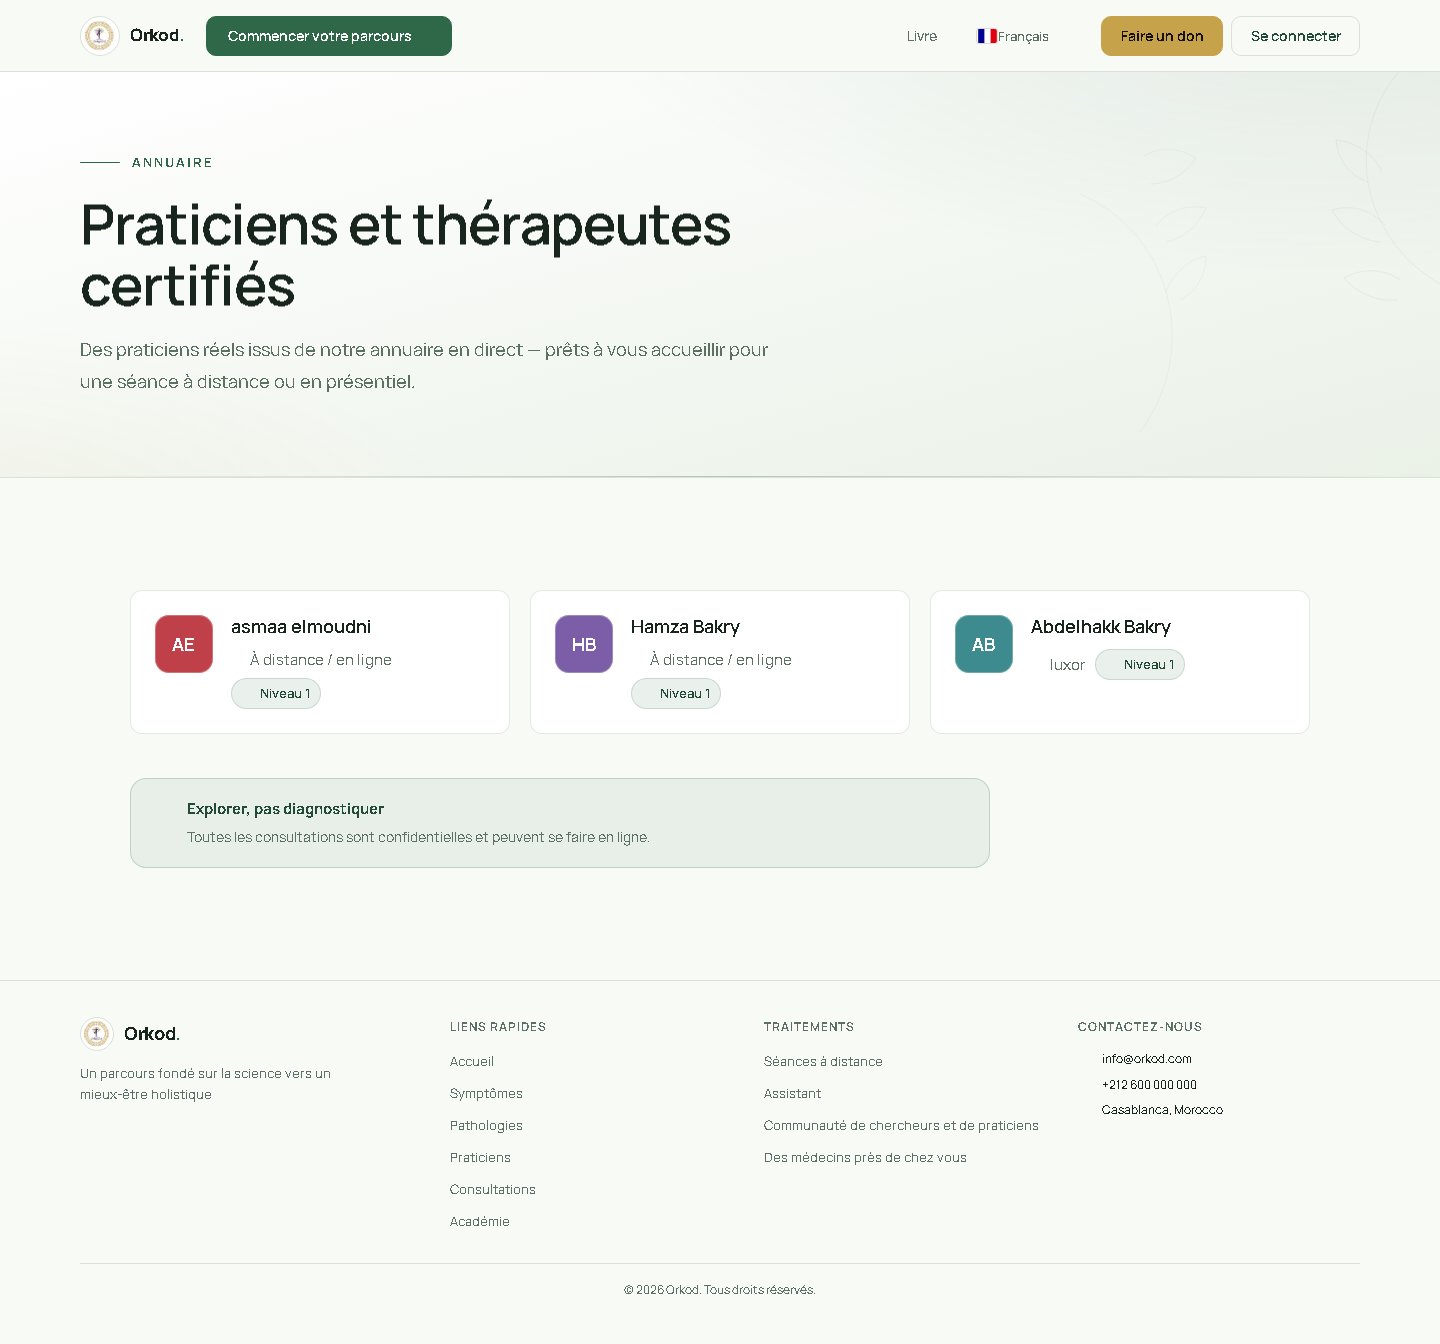 Orkod.
Commencer votre parcours
Livre
Français
Faire un don
Se connecter
ANNUAIRE
Praticiens et thérapeutes
certifiés
Des praticiens réels issus de notre annuaire en direct — prêts à vous accueillir pour
une séance à distance ou en présentiel.
AE
asmaa elmoudni
À distance / en ligne
Niveau 1
HB
Hamza Bakry
À distance / en ligne
Niveau 1
AB
Abdelhakk Bakry
luxor
Niveau 1
Explorer, pas diagnostiquer
Toutes les consultations sont confidentielles et peuvent se faire en ligne.
Orkod.
Un parcours fondé sur la science vers un
mieux-être holistique
LIENS RAPIDES
Accueil
Symptômes
Pathologies
Praticiens
Consultations
Académie
TRAITEMENTS
Séances à distance
Assistant
Communauté de chercheurs et de praticiens
Des médecins près de chez vous
CONTACTEZ-NOUS
info@orkod.com
+212 600 000 000
Casablanca, Morocco
© 2026 Orkod. Tous droits réservés.